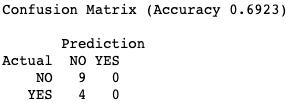 Confusion Matrix (Accuracy 0.6923)
Prediction
Actual NO YES
NO 9 0
YES 4 0